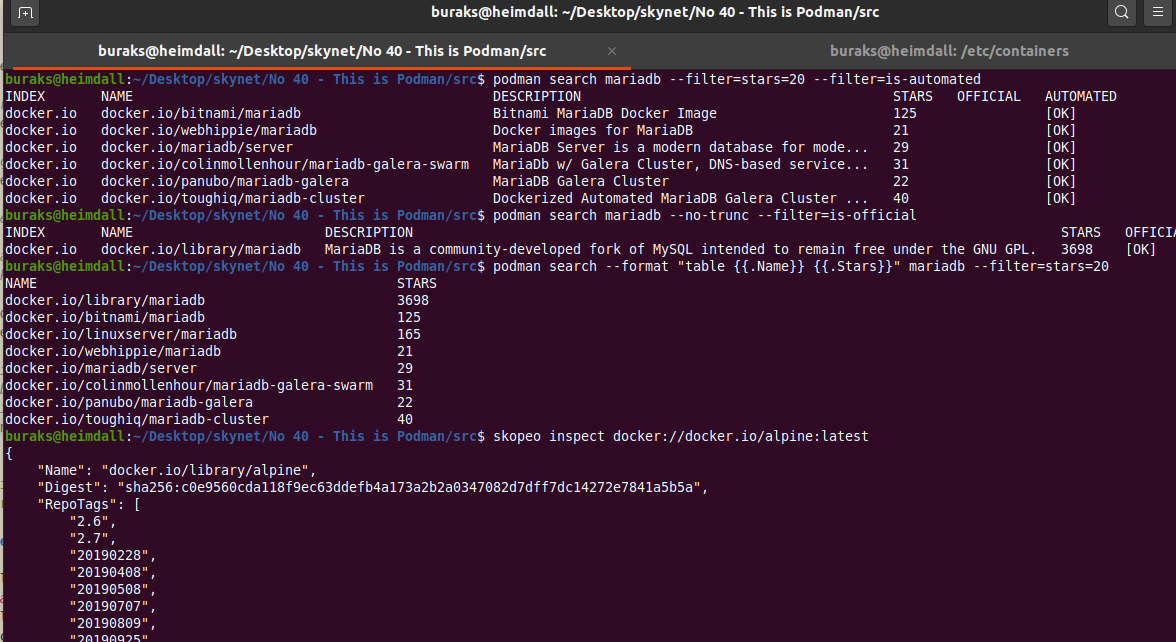 buraks@heimdall: ~/Desktop/skynet/No 40 - This is Podman/src
buraks@heimdall: ~/Desktop/skynet/No 40 - This is Podman/src × buraks@heimdall: /etc/containers
buraks@heimdall:~/Desktop/skynet/No 40 - This is Podman/src$ podman search mariadb --filter=stars=20 --filter=is-automated
INDEX NAME DESCRIPTION STARS OFFICIAL AUTOMATED
docker.io docker.io/bitnami/mariadb Bitnami MariaDB Docker Image 125 [OK]
docker.io docker.io/webhippie/mariadb Docker images for MariaDB 21 [OK]
docker.io docker.io/mariadb/server MariaDB Server is a modern database for mode... 29 [OK]
docker.io docker.io/colinmollenhour/mariadb-galera-swarm MariaDb w/ Galera Cluster, DNS-based service... 31 [OK]
docker.io docker.io/panubo/mariadb-galera MariaDB Galera Cluster 22 [OK]
docker.io docker.io/toughiq/mariadb-cluster Dockerized Automated MariaDB Galera Cluster ... 40 [OK]
buraks@heimdall:~/Desktop/skynet/No 40 - This is Podman/src$ podman search mariadb --no-trunc --filter=is-official
INDEX NAME DESCRIPTION STARS OFFICIA
docker.io docker.io/library/mariadb MariaDB is a community-developed fork of MySQL intended to remain free under the GNU GPL. 3698 [OK]
buraks@heimdall:~/Desktop/skynet/No 40 - This is Podman/src$ podman search --format "table {{.Name}} {{.Stars}}" mariadb --filter=stars=20
NAME STARS
docker.io/library/mariadb 3698
docker.io/bitnami/mariadb 125
docker.io/linuxserver/mariadb 165
docker.io/webhippie/mariadb 21
docker.io/mariadb/server 29
docker.io/colinmollenhour/mariadb-galera-swarm 31
docker.io/panubo/mariadb-galera 22
docker.io/toughiq/mariadb-cluster 40
buraks@heimdall:~/Desktop/skynet/No 40 - This is Podman/src$ skopeo inspect docker://docker.io/alpine:latest
{
"Name": "docker.io/library/alpine",
"Digest": "sha256:c0e9560cda118f9ec63ddefb4a173a2b2a0347082d7dff7dc14272e7841a5b5a",
"RepoTags": [
"2.6",
"2.7",
"20190228",
"20190408",
"20190508",
"20190707",
"20190809",
"20190925",